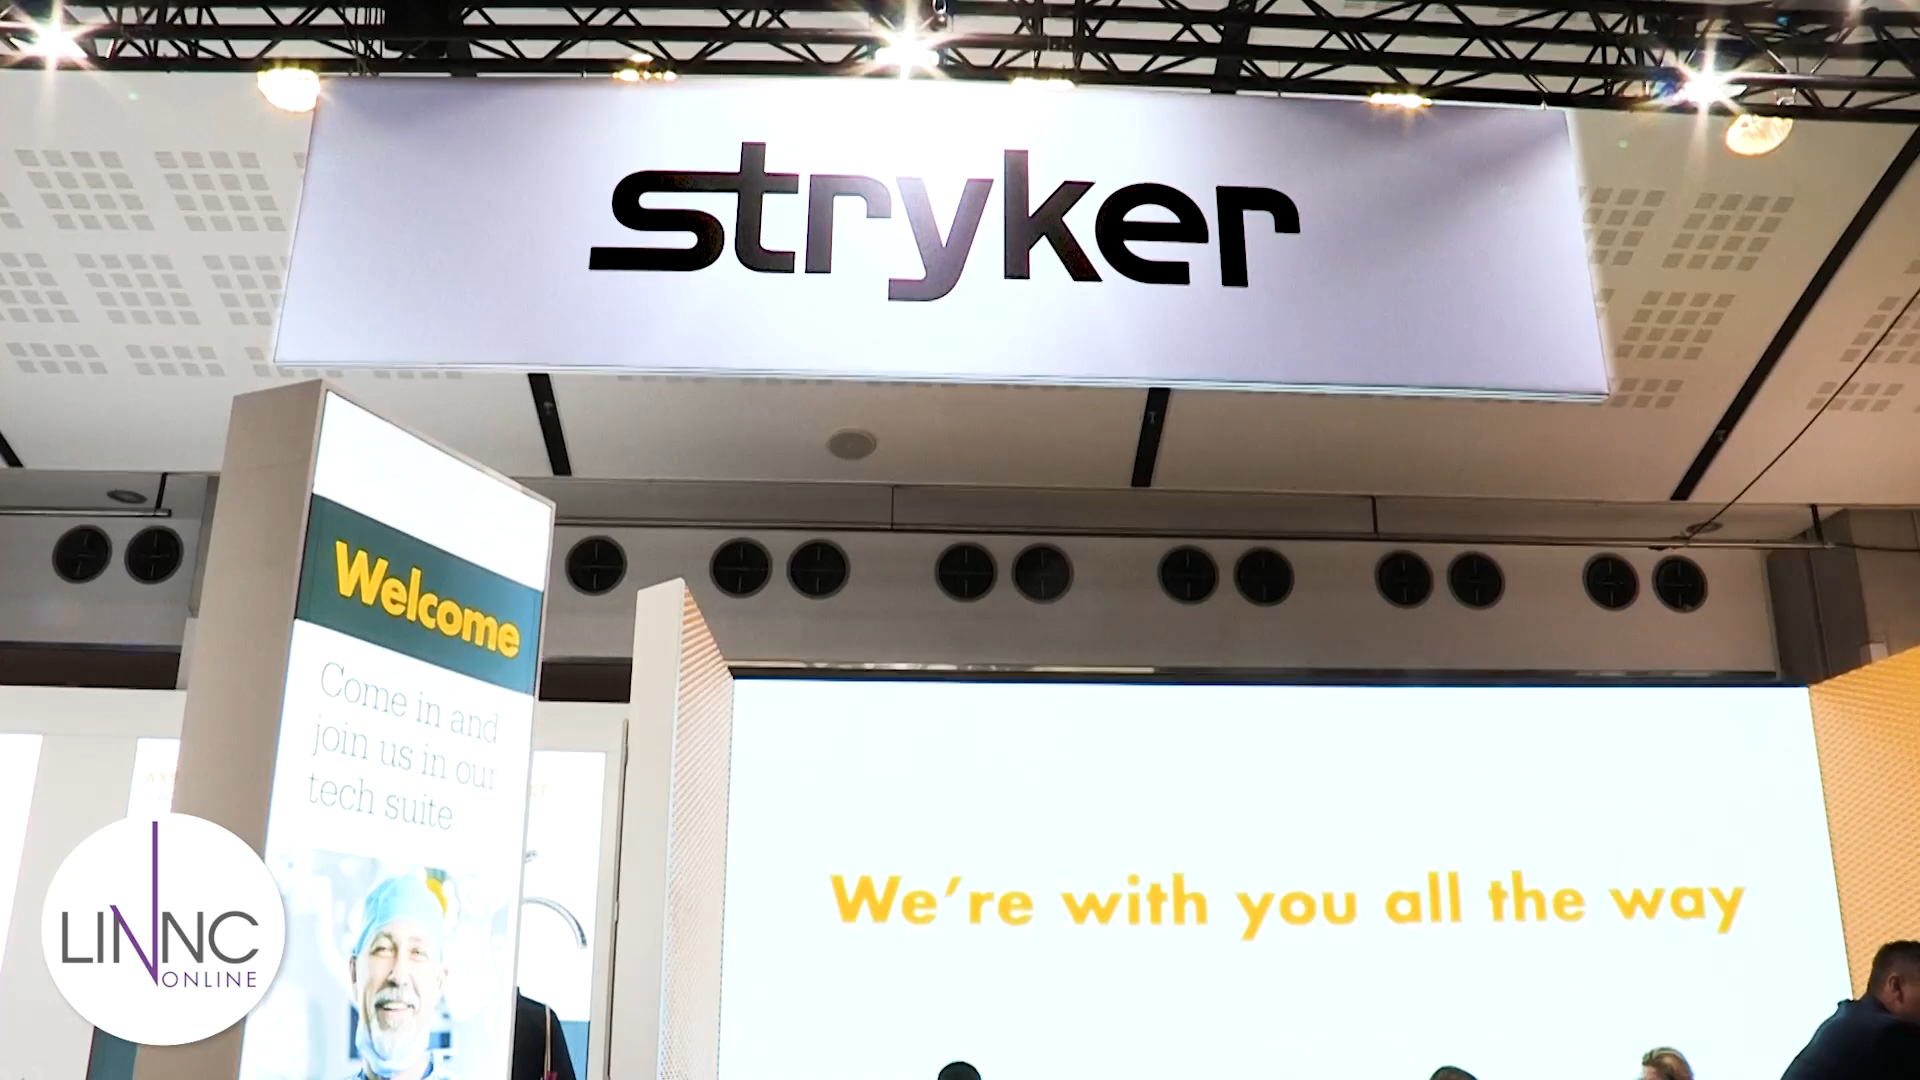 stryker
Welcome
Come in and
join us in our
tech suite
We're with you all the way
LINNC
ONLINE